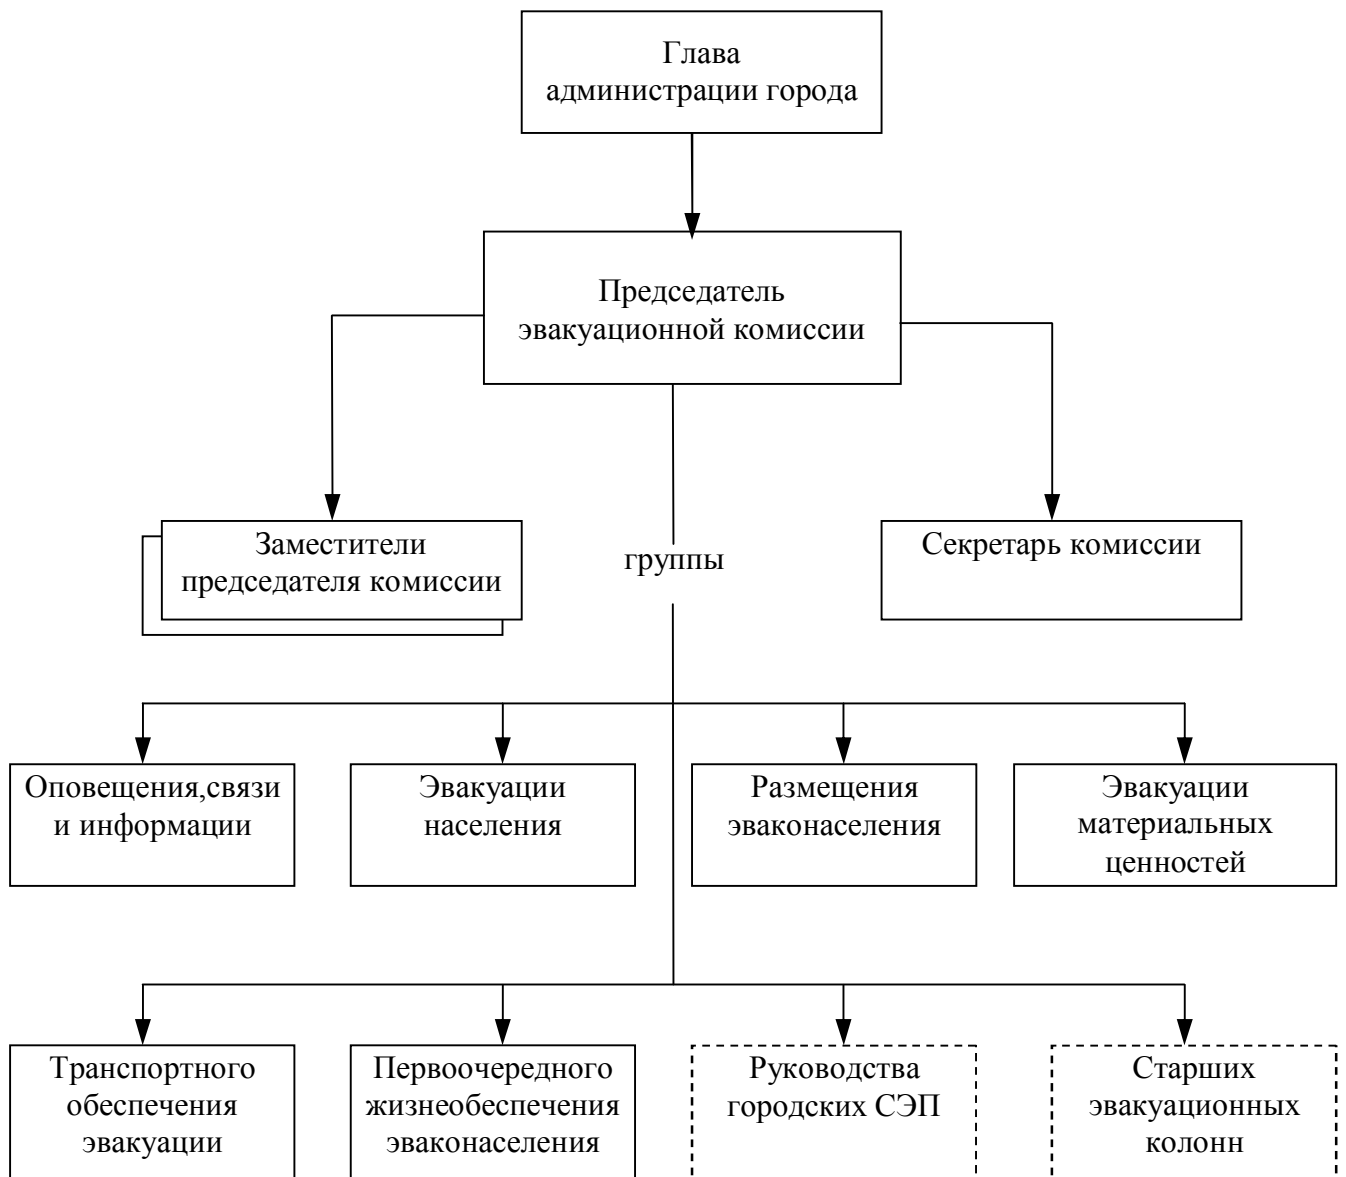 Глава
администрации города
Председатель
эвакуационной комиссии
Заместители
председателя комиссии
группы
Секретарь комиссии
Оповещения,связи
и информации
Эвакуации
населения
Размещения
эваконаселения
Эвакуации
материальных
ценностей
Транспортного
обеспечения
эвакуации
Первоочередного
жизнеобеспечения
эваконаселения
Руководства
городских СЭП
Старших
эвакуационных
колонн